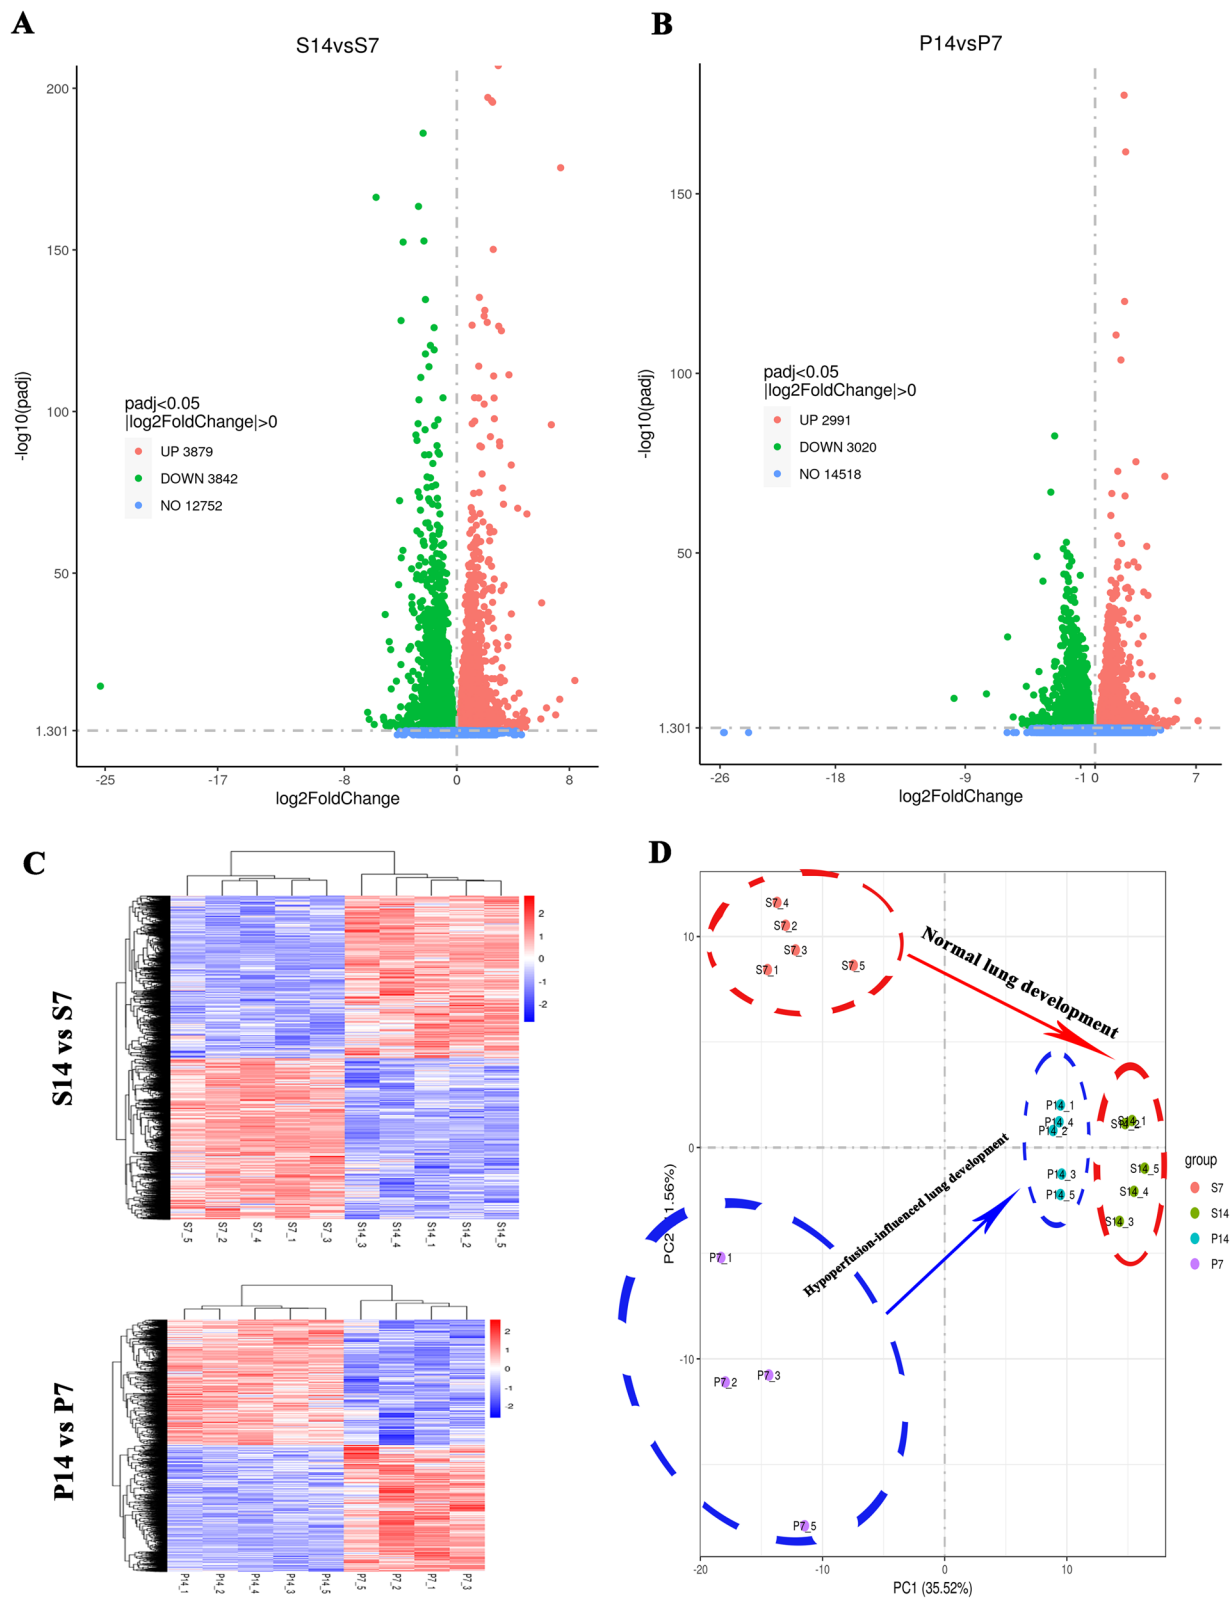 A
S14vsS7
200
150
100
50
1.301
-log10(padj)
padj<0.05
|log2FoldChange|>0
UP 3879
DOWN 3842
NO 12752
-25
-17
-8
0
8
log2FoldChange
B
P14vsP7
150
100
50
1.301
-log10(padj)
padj<0.05
|log2FoldChange|>0
UP 2991
DOWN 3020
NO 14518
-26
-18
-9
-1
0
7
log2FoldChange
C
S14 vs S7
2
1
0
-1
-2
S7_5
S7_2
S7_4
S7_1
S7_3
S14_3
S14_4
S14_1
S14_2
S14_5
P14 vs P7
2
1
0
-1
-2
P14_1
P14_2
P14_4
P14_3
P14_5
P7_5
P7_2
P7_1
P7_3
D
S7_4
S7_2
S7_3
S7_1
S7_5
Normal lung development
P14_1
P14_4
P14_2
P14_3
P14_5
S14_1
S14_2
S14_5
S14_4
S14_3
Hypoperfusion-influenced lung development
P7_1
P7_2
P7_3
P7_5
10
0
-10
PC2
1.56%)
-20
-10
0
10
PC1 (35.52%)
group
S7
S14
P14
P7